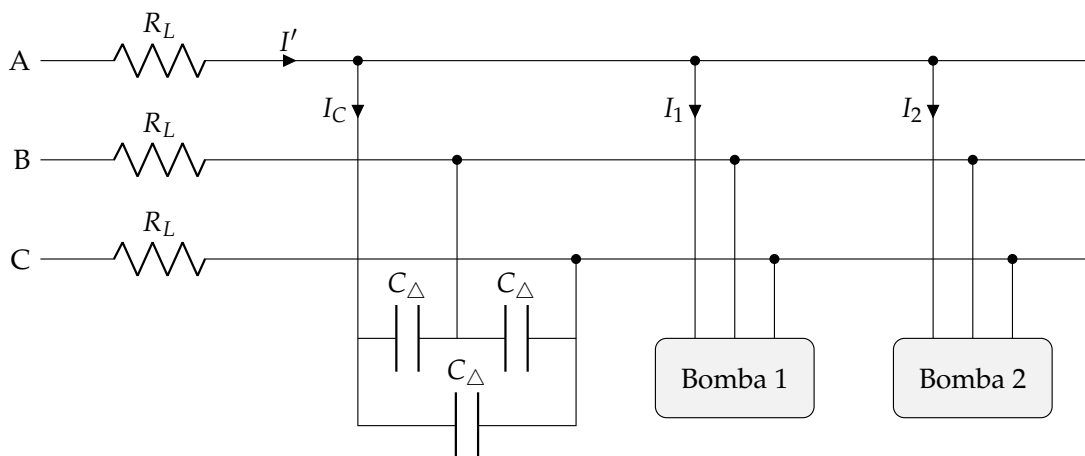 R_L
A
I′
I_C
I_1
I_2
R_L
B
R_L
C
C_△
C_△
C_△
Bomba 1
Bomba 2